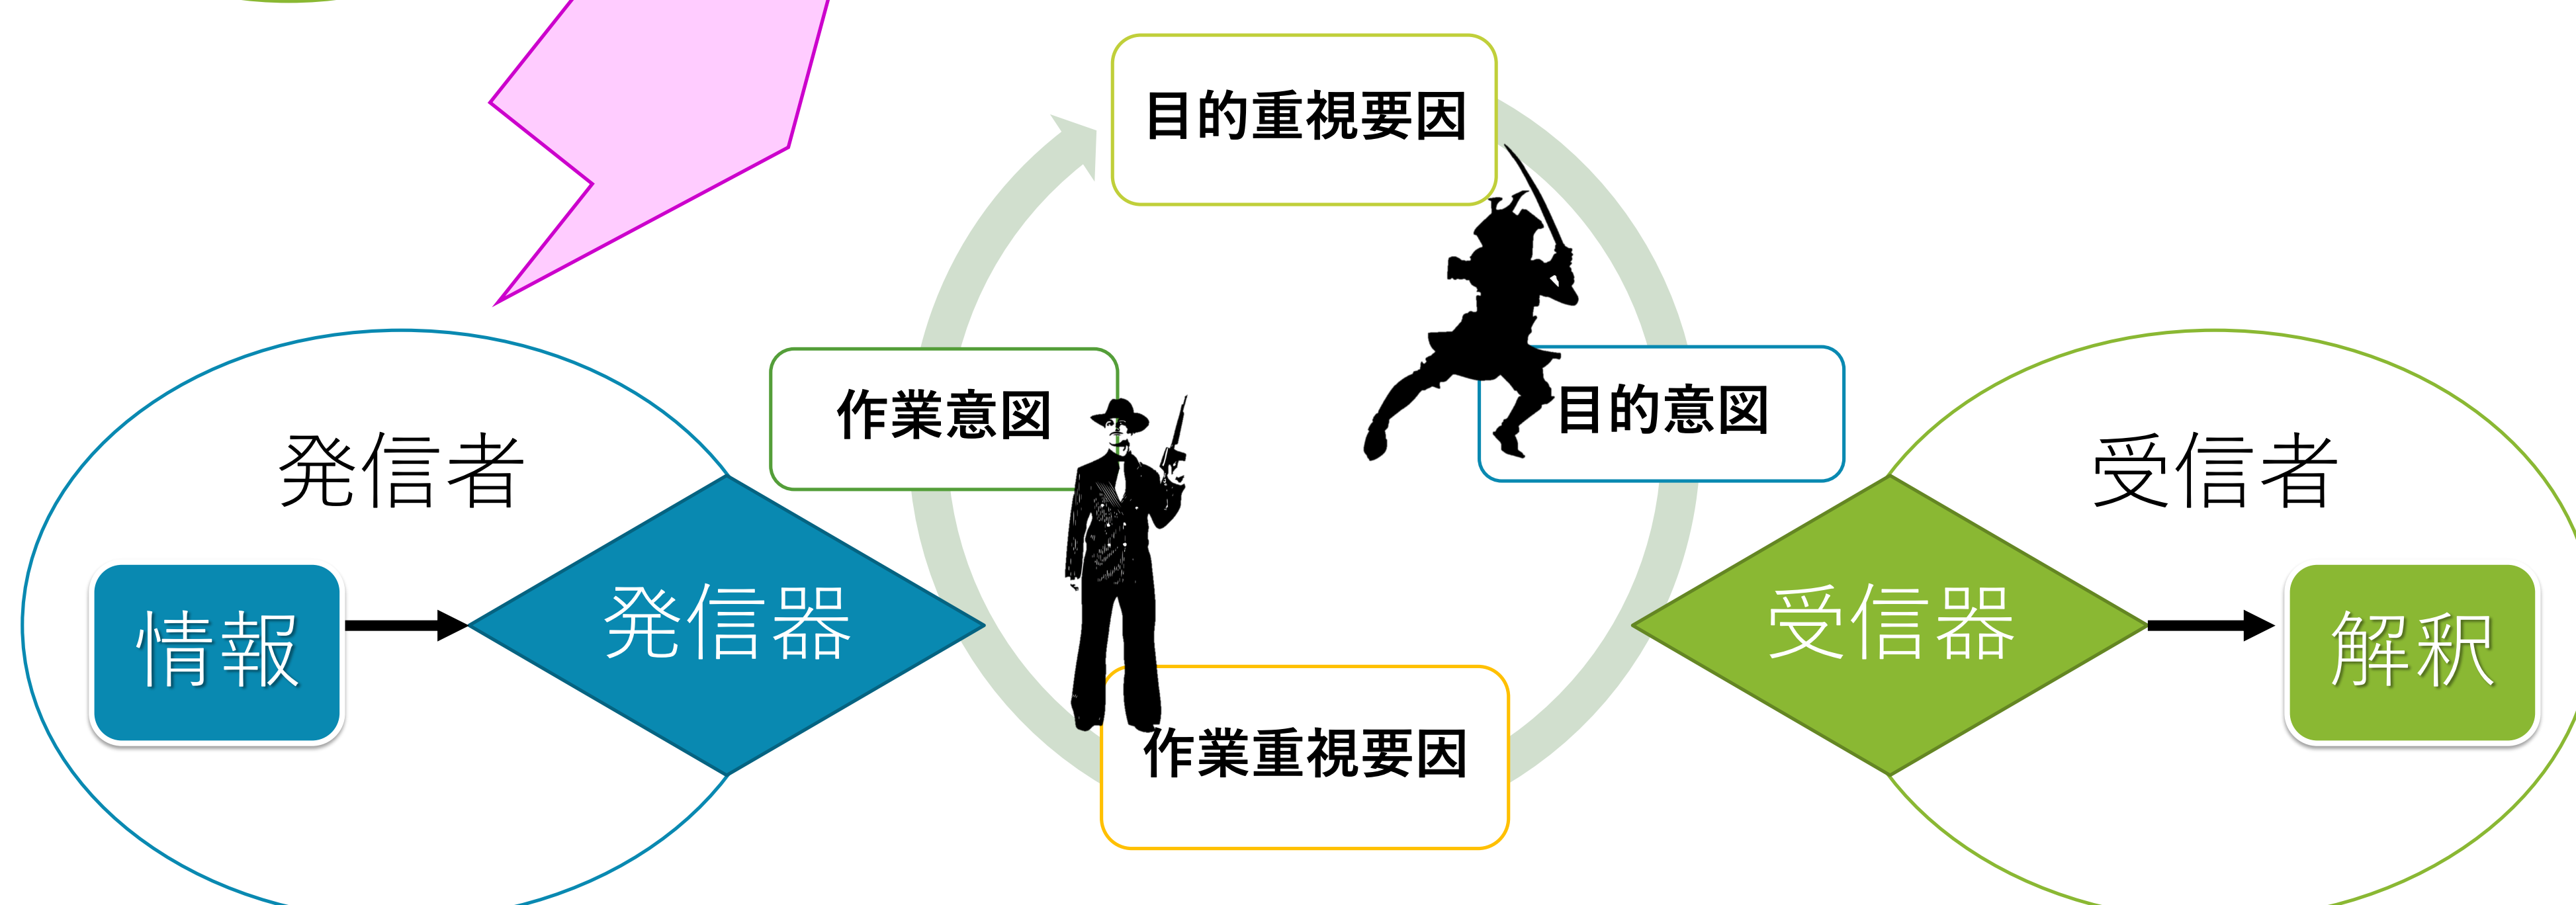 目的重視要因
作業意図
目的意図
発信者
受信者
情報
発信器
受信器
解釈
作業重視要因